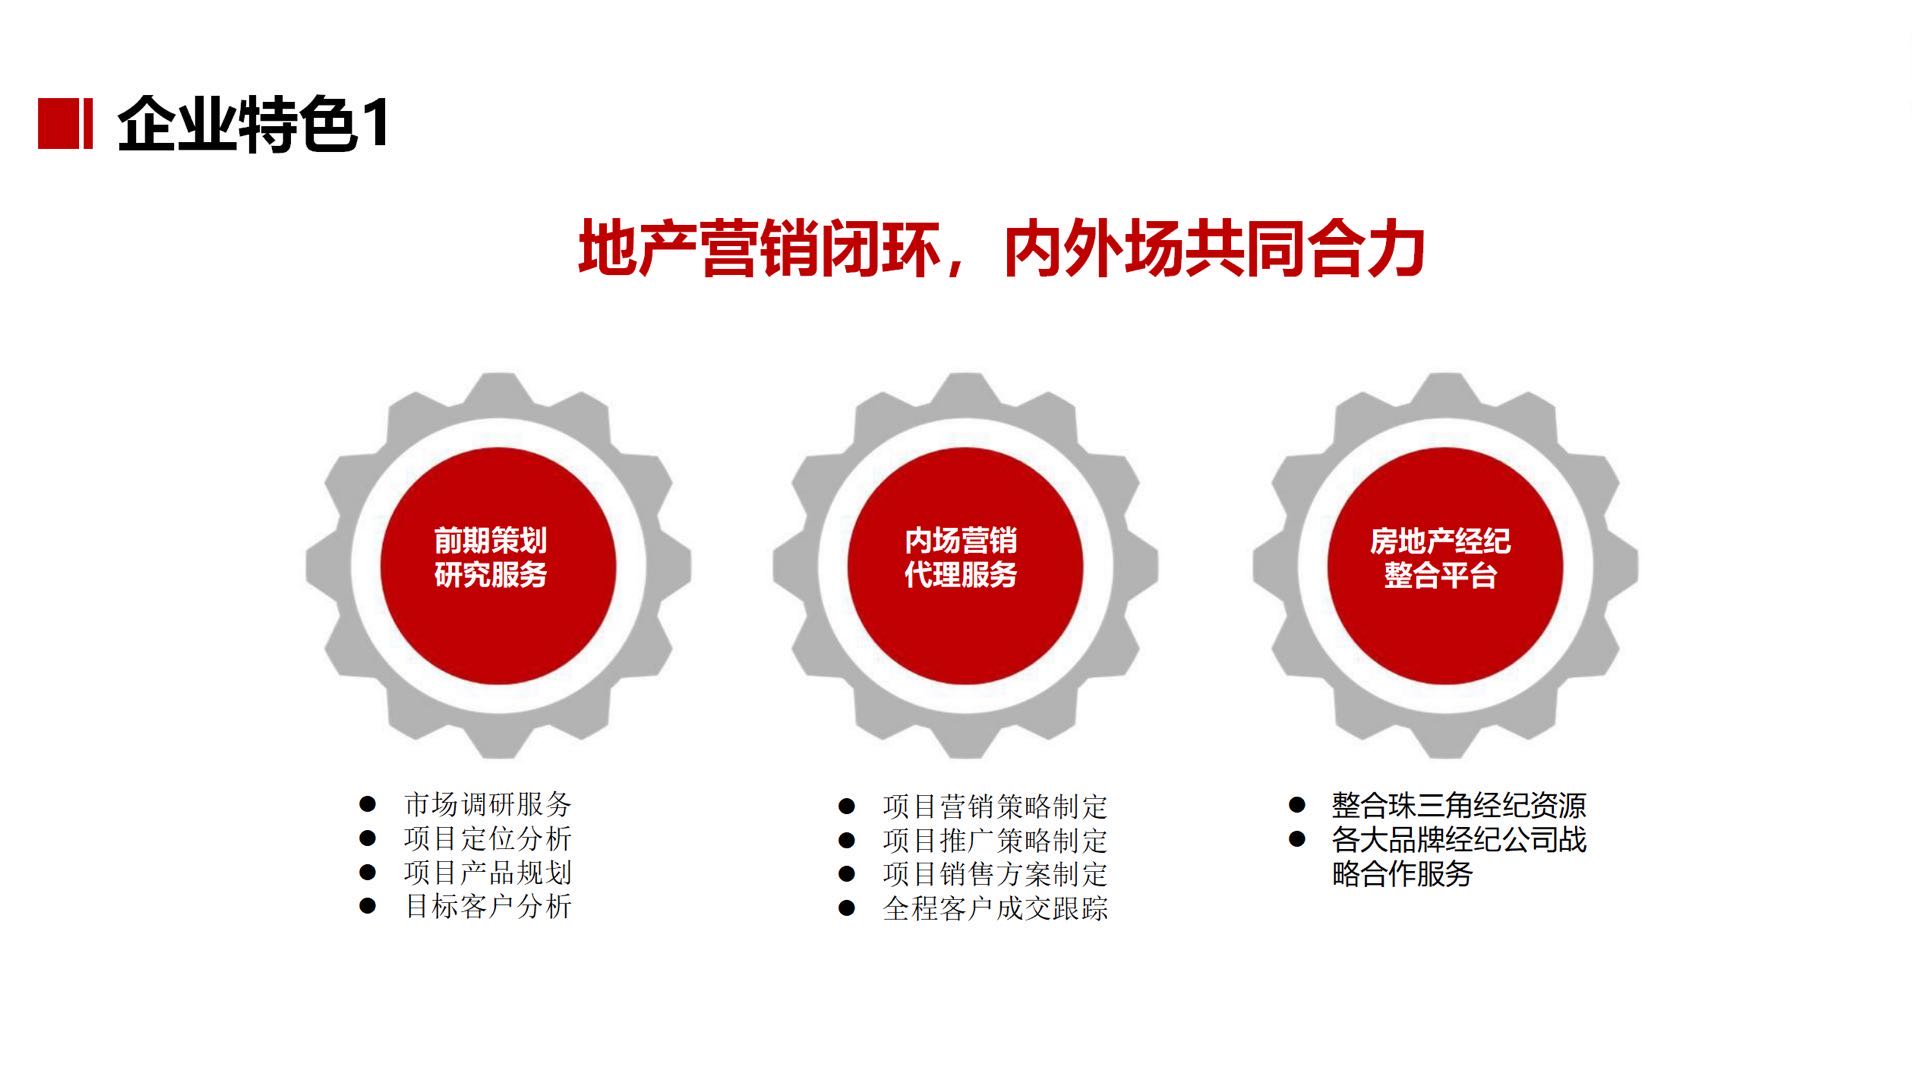 企业特色1
地产营销闭环，内外场共同合力
前期策划
研究服务
内场营销
代理服务
房地产经纪
整合平台
● 市场调研服务
● 项目定位分析
● 项目产品规划
● 目标客户分析
● 项目营销策略制定
● 项目推广策略制定
● 项目销售方案制定
● 全程客户成交跟踪
● 整合珠三角经纪资源
● 各大品牌经纪公司战
略合作服务